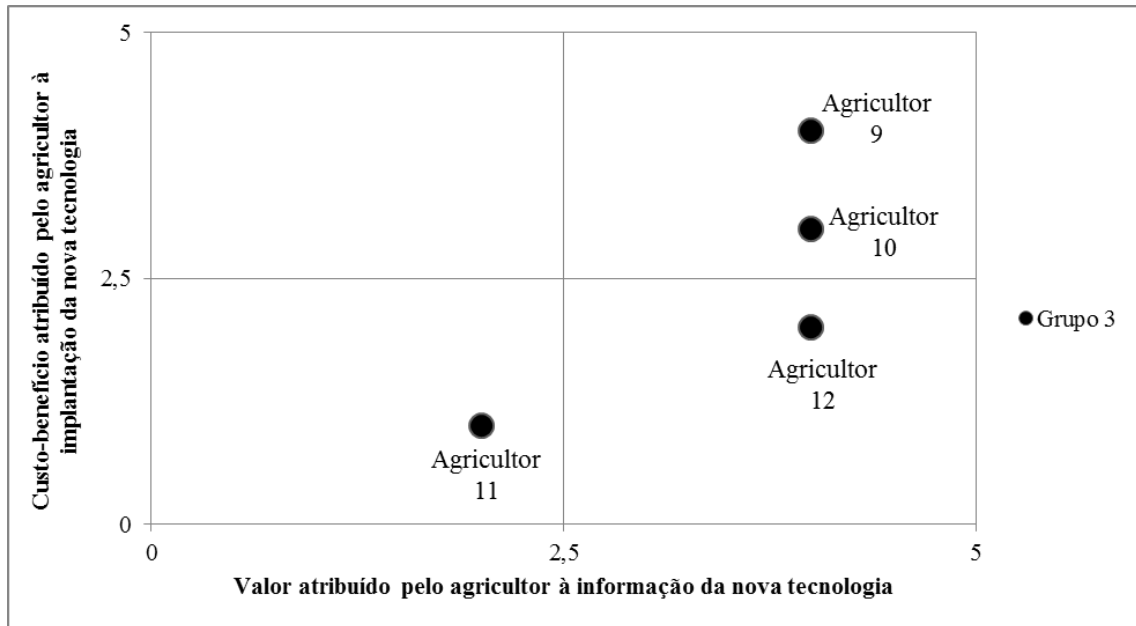 Custo-benefício atribuído pelo agricultor à
implantação da nova tecnologia
5
2,5
0
Agricultor
9
Agricultor
10
Agricultor
12
Agricultor
11
Grupo 3
0
2,5
5
Valor atribuído pelo agricultor à informação da nova tecnologia